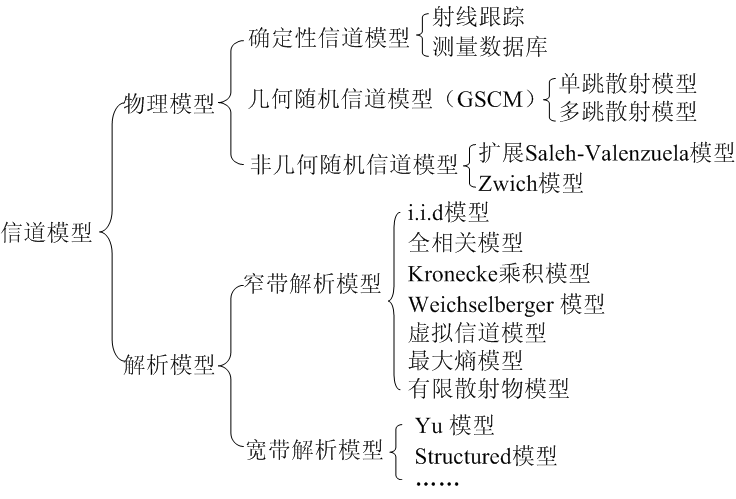 信道模型
物理模型
确定性信道模型
射线跟踪
测量数据库
几何随机信道模型（GSCM）
单跳散射模型
多跳散射模型
非几何随机信道模型
扩展Saleh-Valenzuela模型
Zwich模型
解析模型
窄带解析模型
i.i.d模型
全相关模型
Kronecke乘积模型
Weichselberger 模型
虚拟信道模型
最大熵模型
有限散射物模型
宽带解析模型
Yu 模型
Structured模型
……